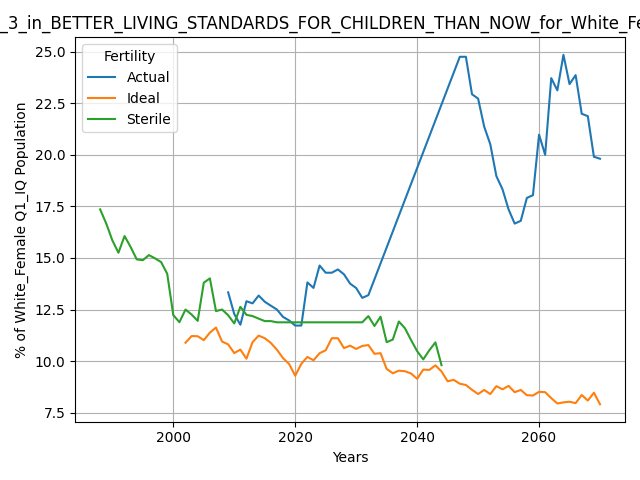 _3_in_BETTER_LIVING_STANDARDS_FOR_CHILDREN_THAN_NOW_for_White_Fe
Fertility
Actual
Ideal
Sterile
25.0
22.5
20.0
17.5
15.0
12.5
10.0
7.5
% of White_Female Q1_IQ Population
2000
2020
2040
2060
Years